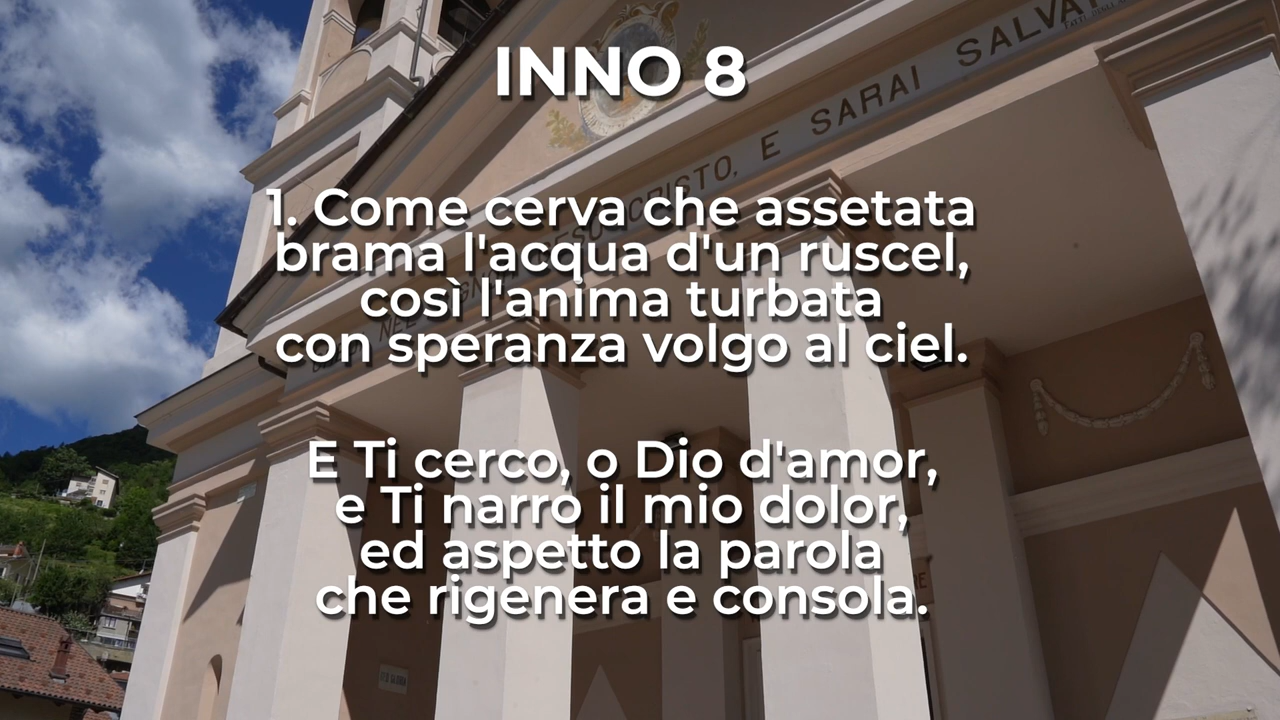 INNO 8
1. Come cerva che assetata
brama l'acqua d'un ruscel,
così l'anima turbata
con speranza volgo al ciel.
E Ti cerco, o Dio d'amor,
e Ti narro il mio dolor,
ed aspetto la parola
che rigenera e consola.
CRISTO, E SARAI